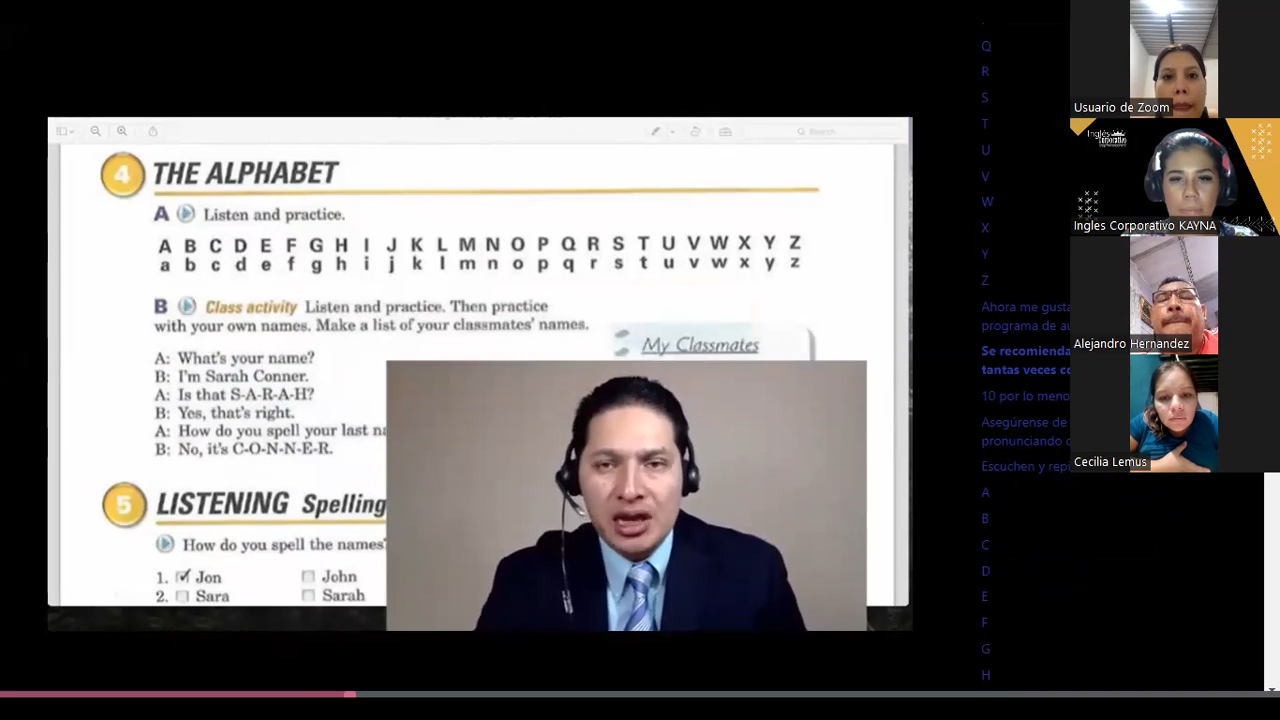 Search
4 THE ALPHABET
A Listen and practice.
A B C D E F G H I J K L M N O P Q R S T U V W X Y Z
a b c d e f g h i j k l m n o p q r s t u v w x y z
B Class activity Listen and practice. Then practice
with your own names. Make a list of your classmates' names.
My Classmates
A: What's your name?
B: I'm Sarah Conner.
A: Is that S-A-R-A-H?
B: Yes, that's right.
A: How do you spell your last
B: No, it's C-O-N-N-E-R.
5 LISTENING Spelling
How do you spell the names?
1. Jon John
2. Sara Sarah
Q
R
S
T
U
V
W
X
Y
Z
Ahora me gusta
programa de au
Se recomienda
tantas veces co
10 por lo meno
Asegúrense de
pronunciando c
Escuchen y rep
A
B
C
D
E
F
G
H
Usuario de Zoom
Inglés
Corporativo
Ingles Corporativo KAYNA
Alejandro Hernandez
Cecilia Lemus